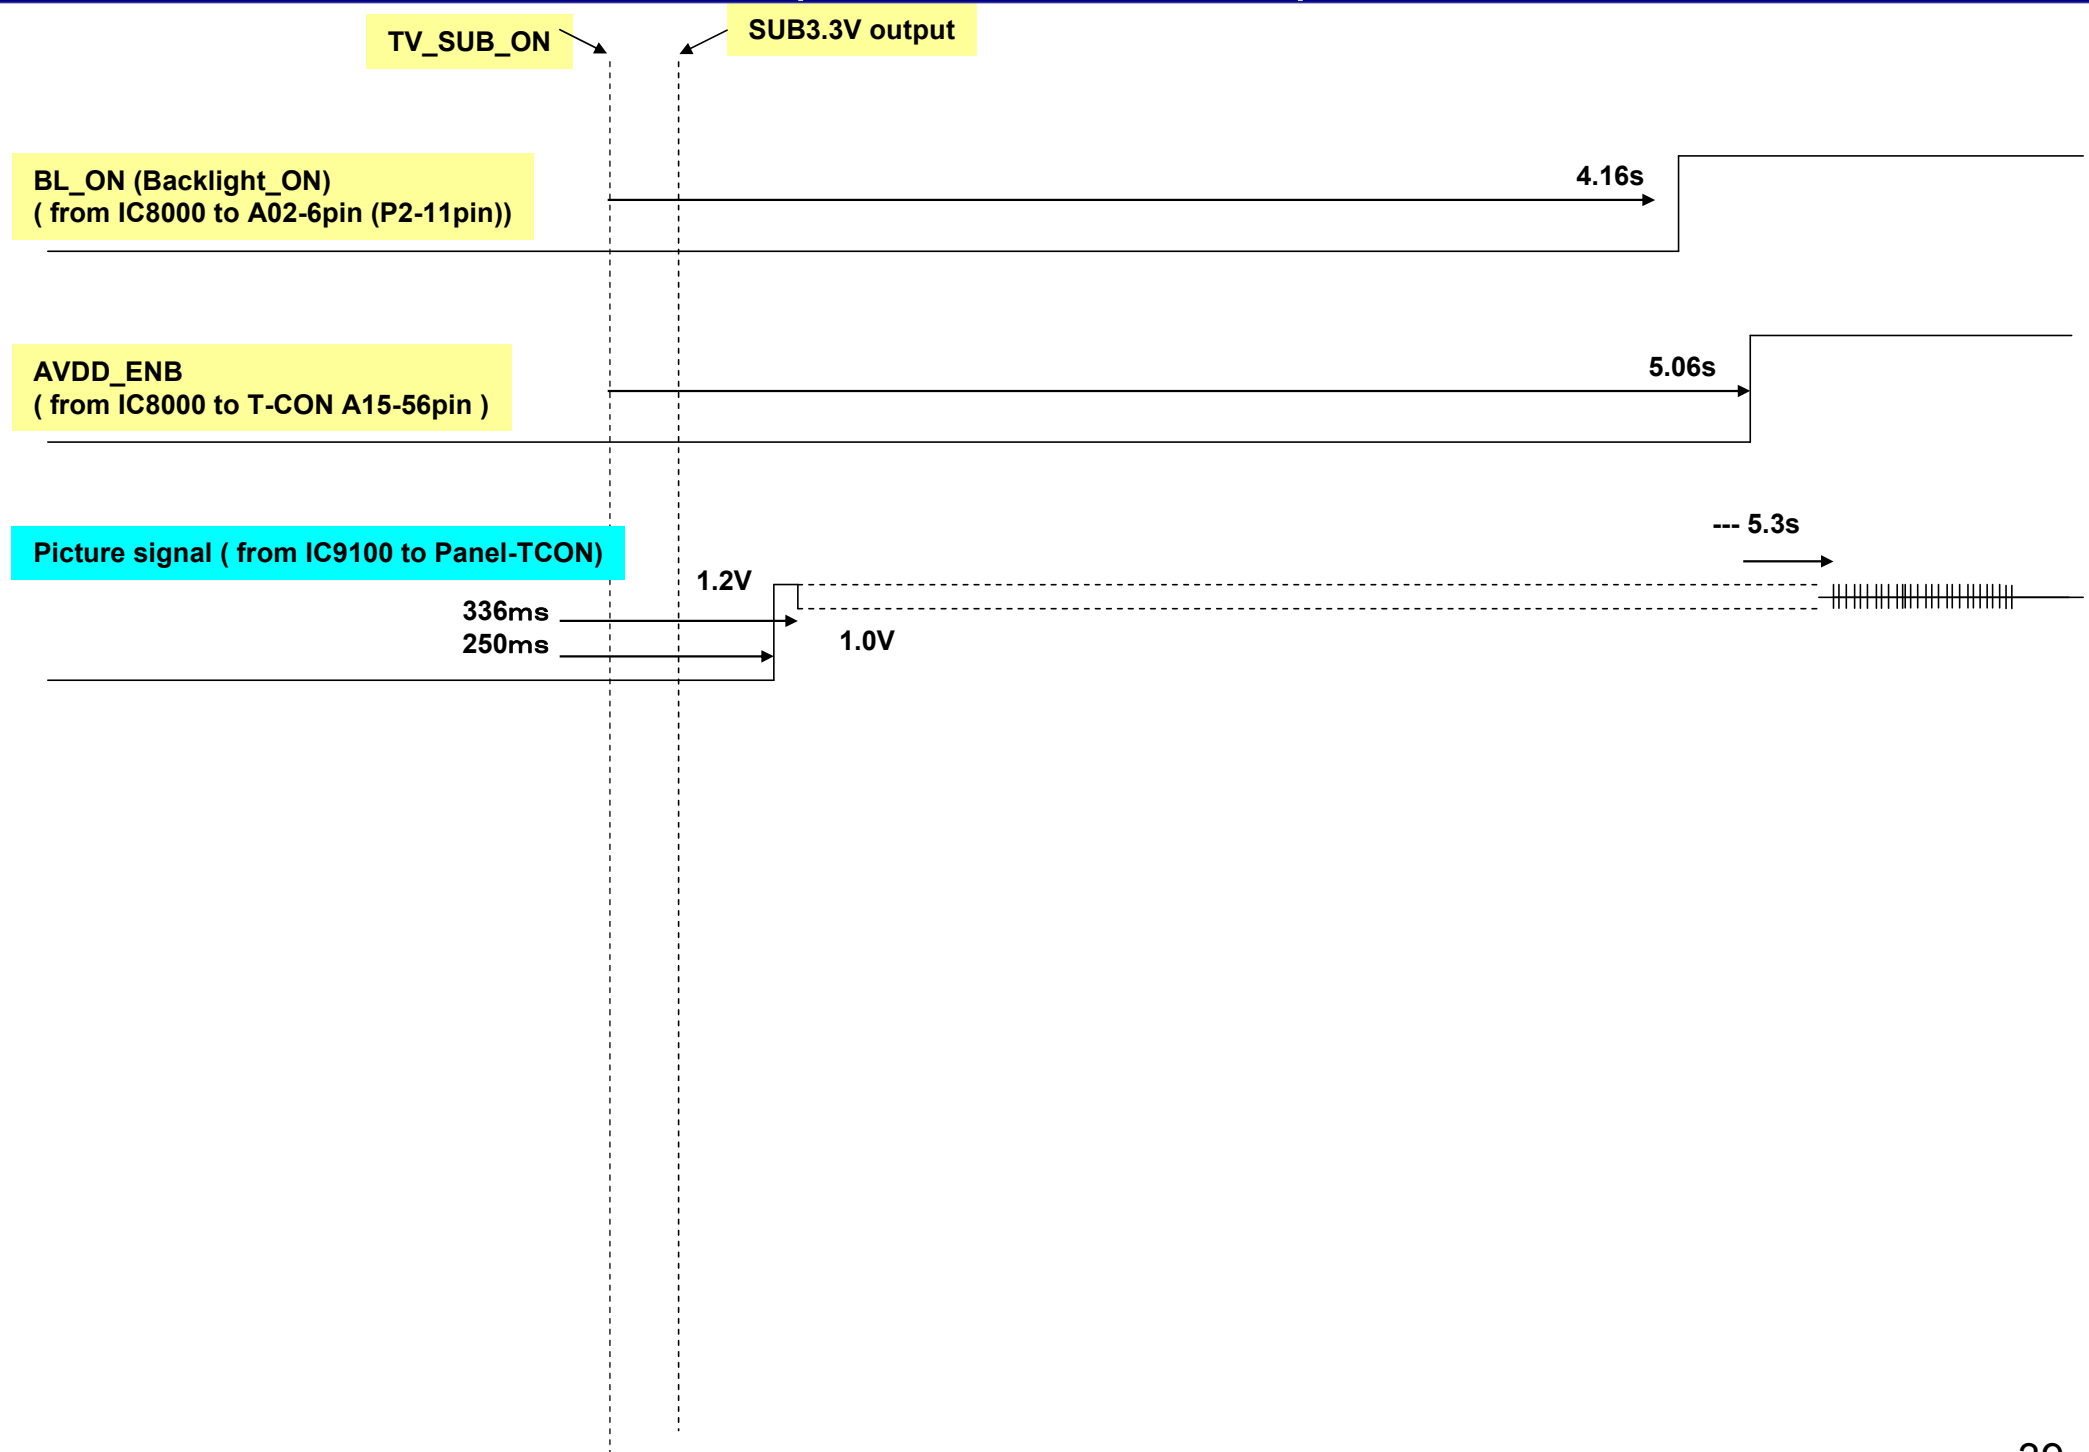 TV_SUB_ON
SUB3.3V output
BL_ON (Backlight_ON)
( from IC8000 to A02-6pin (P2-11pin))
4.16s
AVDD_ENB
( from IC8000 to T-CON A15-56pin )
5.06s
--- 5.3s
Picture signal ( from IC9100 to Panel-TCON)
1.2V
336ms
250ms
1.0V